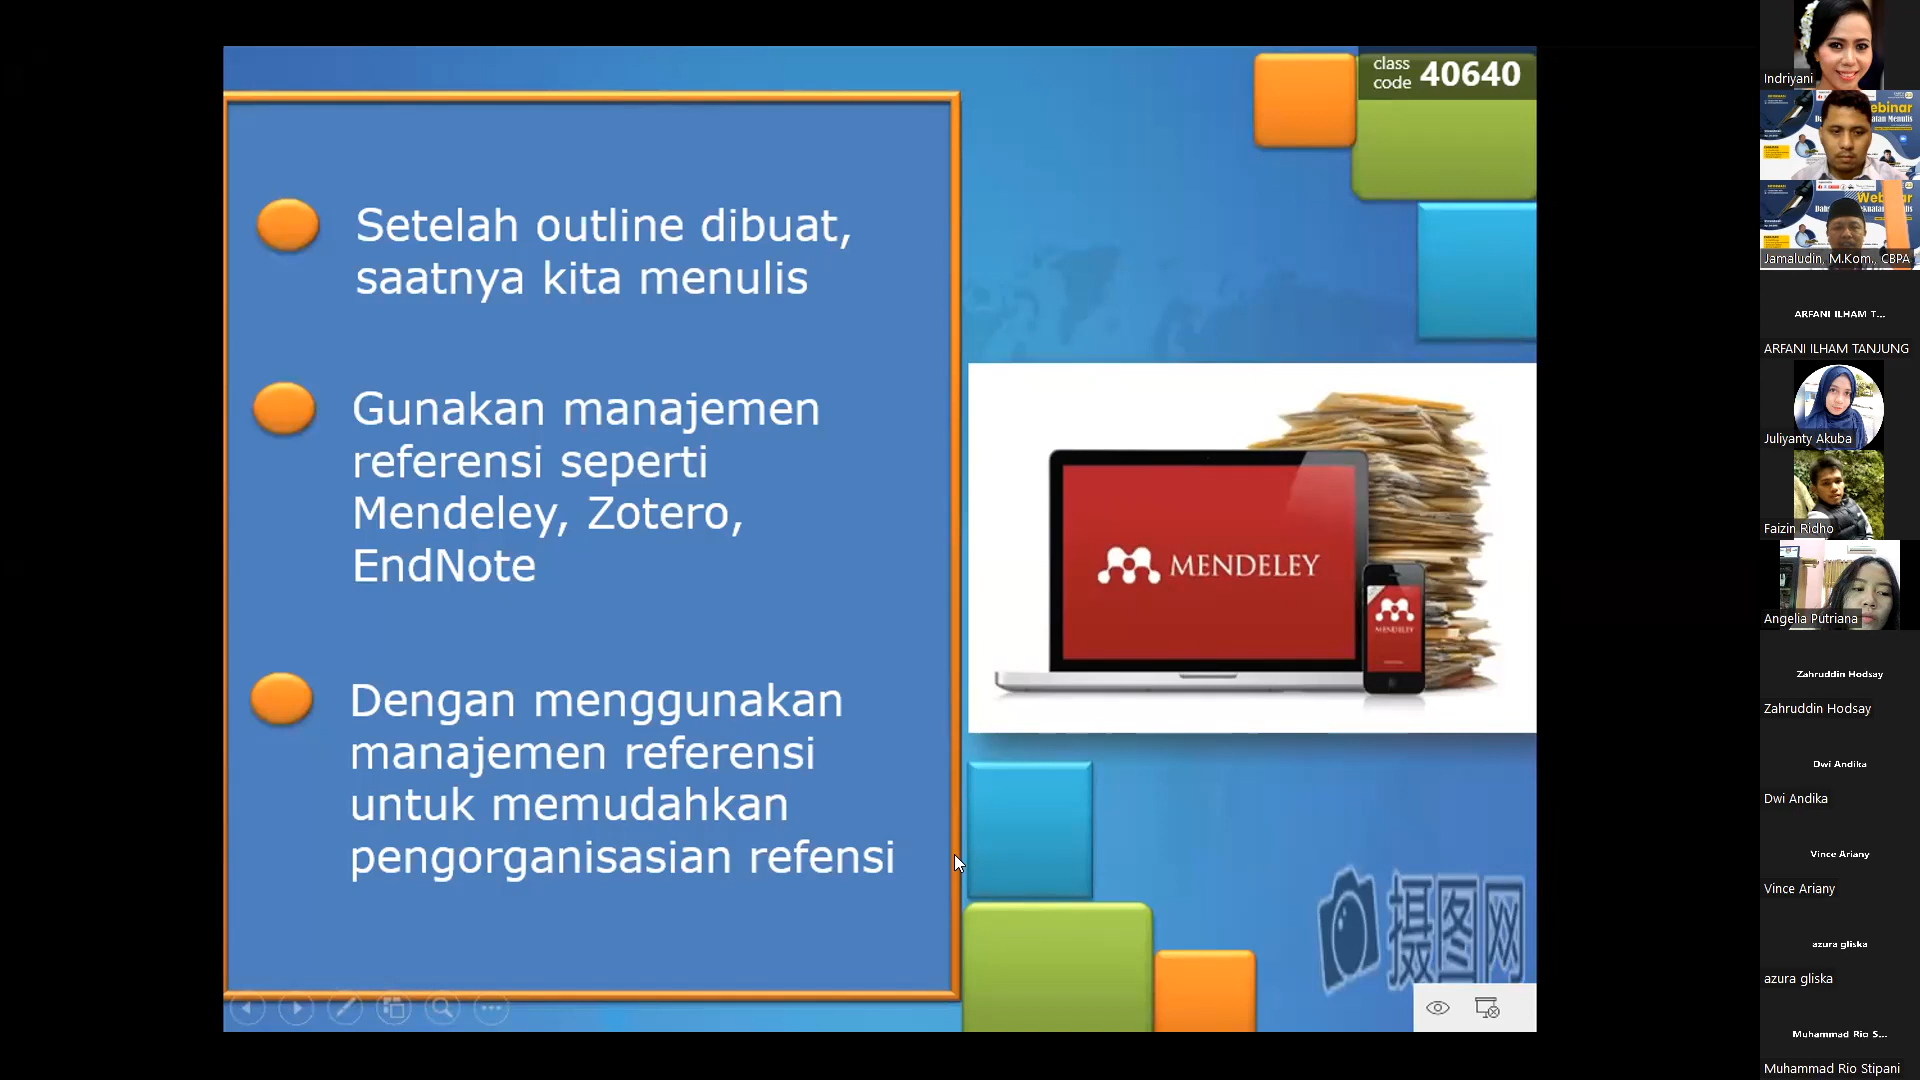 class
code 40640
Setelah outline dibuat,
saatnya kita menulis
Gunakan manajemen
referensi seperti
Mendeley, Zotero,
EndNote
Dengan menggunakan
manajemen referensi
untuk memudahkan
pengorganisasian refensi
MENDELEY
MENDELEY
摄图网
Indriyani
Webinar
Jamaludin, M.Kom., CBPA
ARFANI ILHAM T...
ARFANI ILHAM TANJUNG
Juliyanty Akuba
Faizin Ridho
Angelia Putriana
Zahruddin Hodsay
Zahruddin Hodsay
Dwi Andika
Dwi Andika
Vince Ariany
Vince Ariany
azura gliska
azura gliska
Muhammad Rio S...
Muhammad Rio Stipani